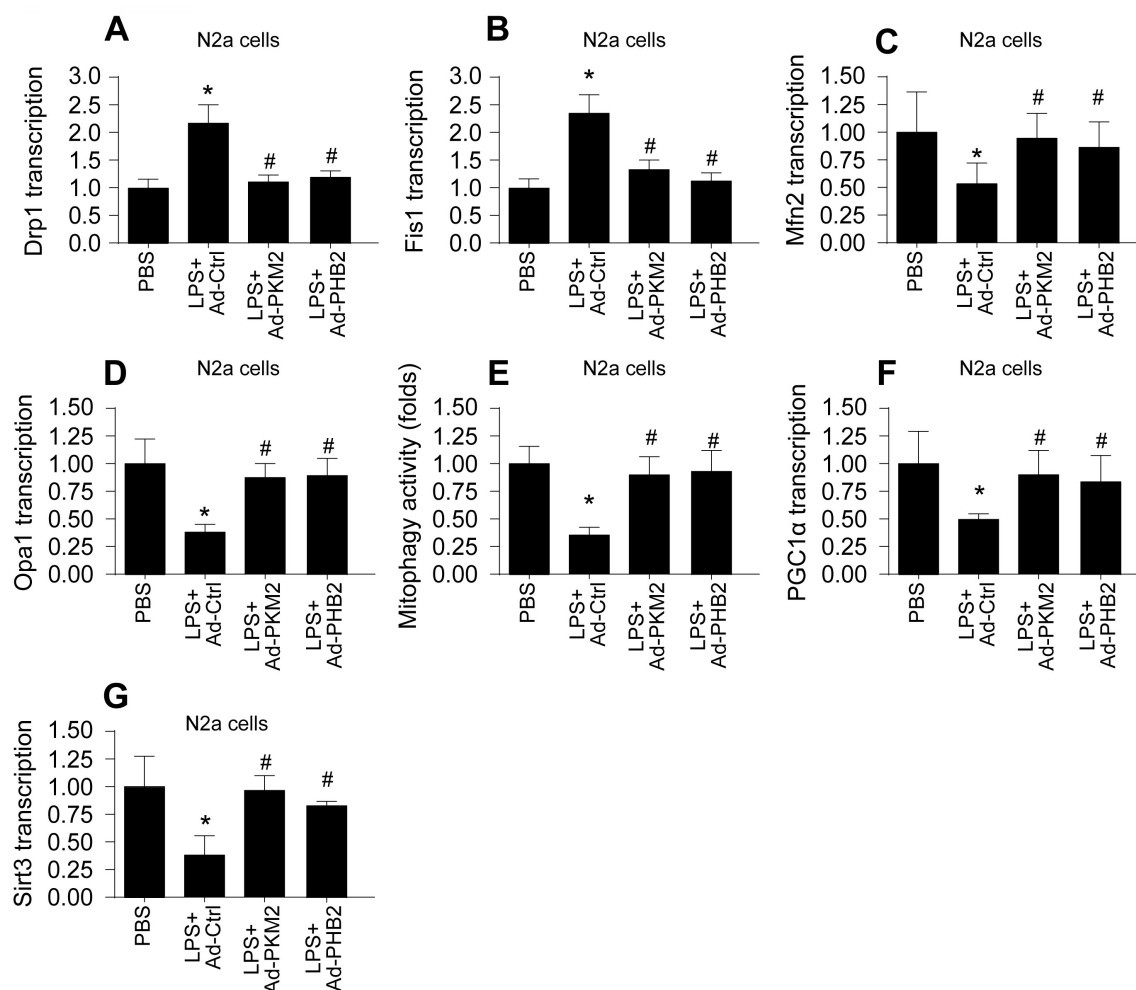 A
N2a cells
Drp1 transcription
3.0
2.5
2.0
1.5
1.0
0.5
0.0
*
#
#
PBS
LPS+
Ad-Ctrl
LPS+
Ad-PKM2
LPS+
Ad-PHB2
B
N2a cells
Fis1 transcription
3.0
2.5
2.0
1.5
1.0
0.5
0.0
*
#
#
PBS
LPS+
Ad-Ctrl
LPS+
Ad-PKM2
LPS+
Ad-PHB2
C
N2a cells
Mfn2 transcription
1.50
1.25
1.00
0.75
0.50
0.25
0.00
*
#
#
PBS
LPS+
Ad-Ctrl
LPS+
Ad-PKM2
LPS+
Ad-PHB2
D
N2a cells
Opa1 transcription
1.50
1.25
1.00
0.75
0.50
0.25
0.00
*
#
#
PBS
LPS+
Ad-Ctrl
LPS+
Ad-PKM2
LPS+
Ad-PHB2
E
N2a cells
Mitophagy activity (folds)
1.50
1.25
1.00
0.75
0.50
0.25
0.00
*
#
#
PBS
LPS+
Ad-Ctrl
LPS+
Ad-PKM2
LPS+
Ad-PHB2
F
N2a cells
PGC1α transcription
1.50
1.25
1.00
0.75
0.50
0.25
0.00
*
#
#
PBS
LPS+
Ad-Ctrl
LPS+
Ad-PKM2
LPS+
Ad-PHB2
G
N2a cells
Sirt3 transcription
1.50
1.25
1.00
0.75
0.50
0.25
0.00
*
#
#
PBS
LPS+
Ad-Ctrl
LPS+
Ad-PKM2
LPS+
Ad-PHB2